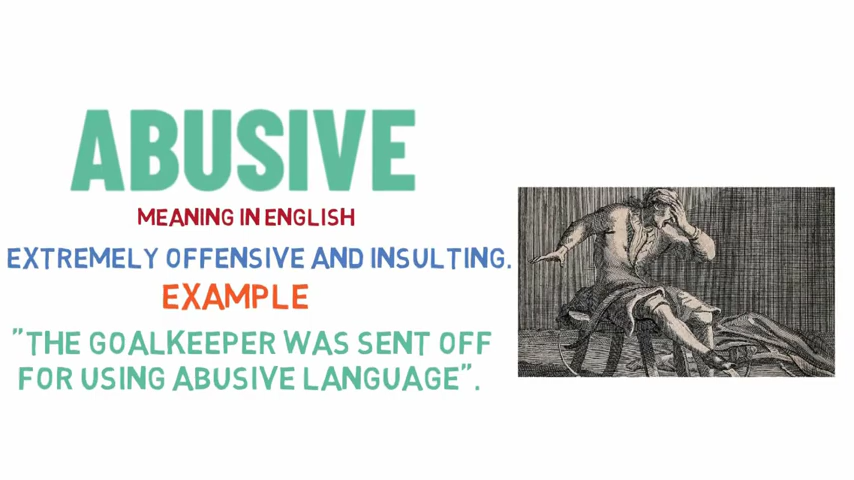 ABUSIVE
MEANING IN ENGLISH
EXTREMELY OFFENSIVE AND INSULTING.
EXAMPLE
"THE GOALKEEPER WAS SENT OFF
FOR USING ABUSIVE LANGUAGE".